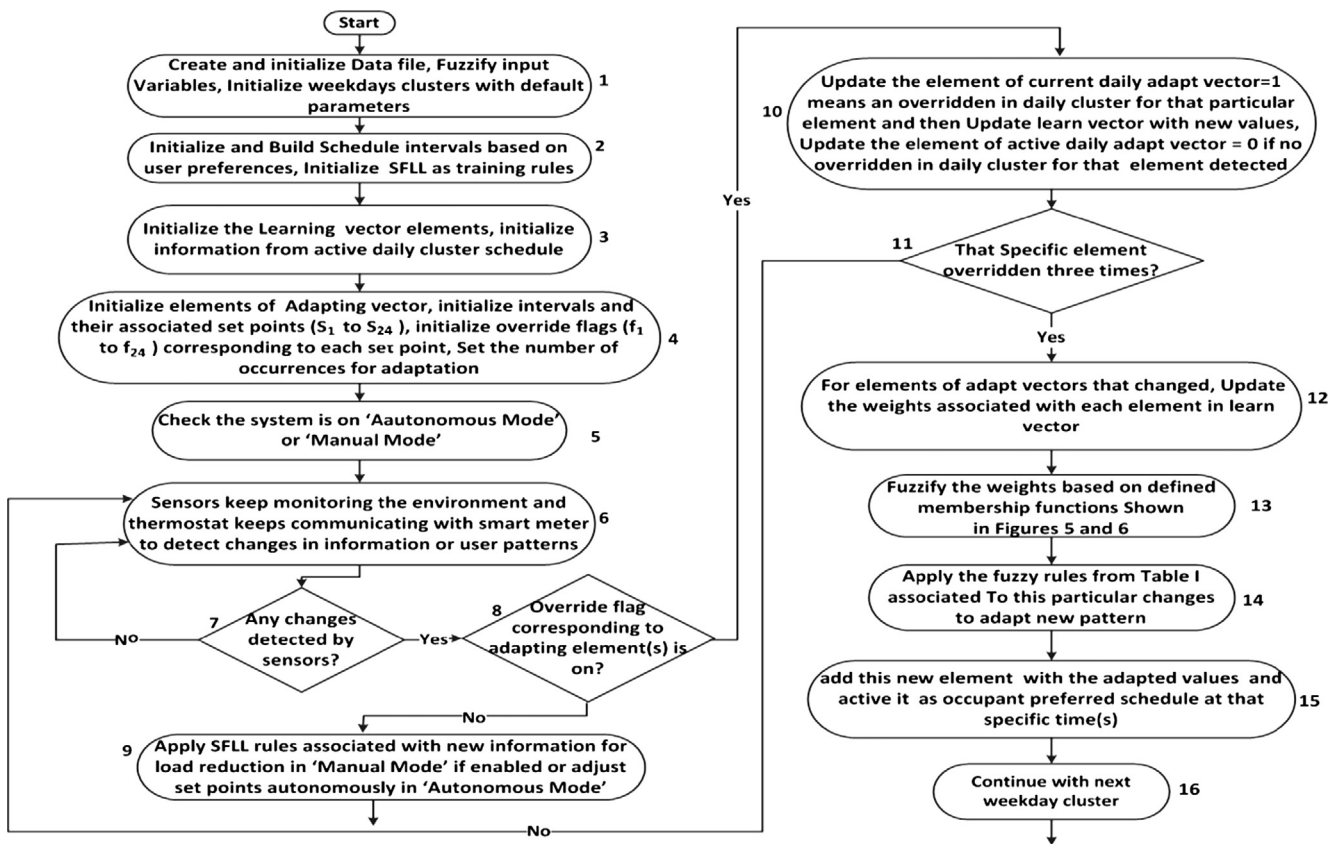 Start
Create and initialize Data file, Fuzzify input
Variables, Initialize weekdays clusters with default
parameters
1
Initialize and Build Schedule intervals based on
user preferences, Initialize SFLL as training rules
2
Initialize the Learning vector elements, initialize
information from active daily cluster schedule
3
Initialize elements of Adapting vector, initialize intervals and
their associated set points (S1 to S24 ), initialize override flags (f1
to f24 ) corresponding to each set point, Set the number of
occurrences for adaptation
4
Check the system is on ‘Aautonomous Mode’
or ‘Manual Mode’
5
Sensors keep monitoring the environment and
thermostat keeps communicating with smart meter
to detect changes in information or user patterns
6
7
Any changes
detected by
sensors?
No
Yes
8
Override flag
corresponding to
adapting element(s) is
on?
Yes
No
9
Apply SFLL rules associated with new information for
load reduction in ‘Manual Mode’ if enabled or adjust
set points autonomously in ‘Autonomous Mode’
10
Update the element of current daily adapt vector=1
means an overridden in daily cluster for that particular
element and then Update learn vector with new values,
Update the element of active daily adapt vector = 0 if no
overridden in daily cluster for that element detected
11
That Specific element
overridden three times?
No
Yes
For elements of adapt vectors that changed, Update
the weights associated with each element in learn
vector
12
Fuzzify the weights based on defined
membership functions Shown
in Figures 5 and 6
13
Apply the fuzzy rules from Table I
associated To this particular changes
to adapt new pattern
14
add this new element with the adapted values and
active it as occupant preferred schedule at that
specific time(s)
15
Continue with next
weekday cluster
16